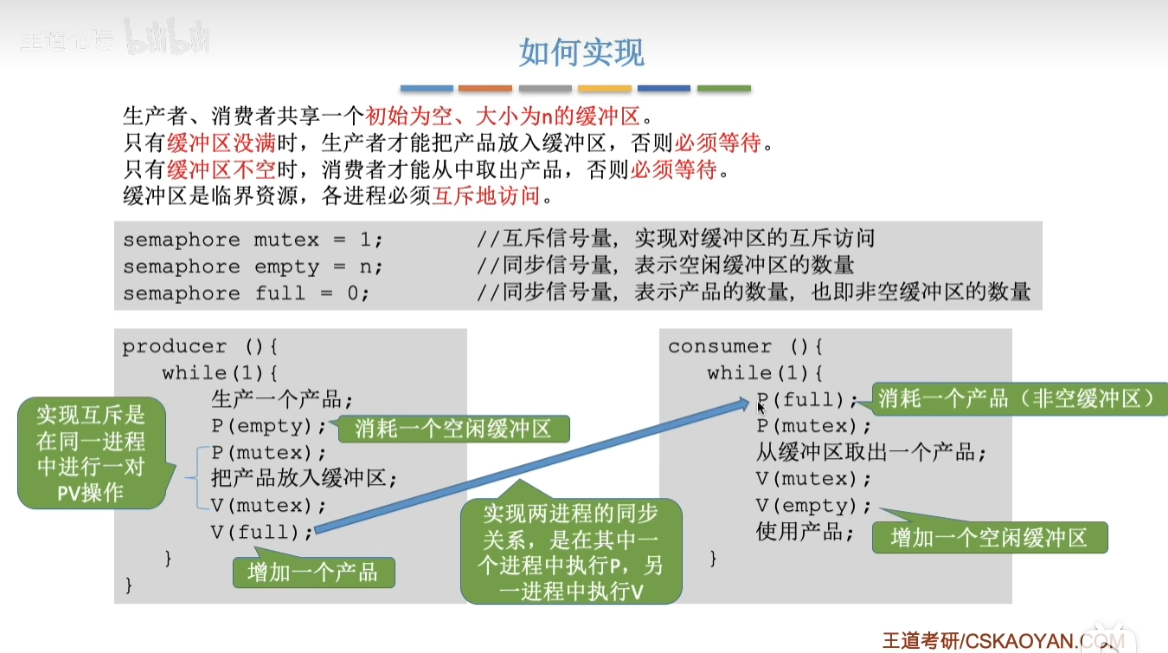 王道论坛 bilibili
如何实现
生产者、消费者共享一个初始为空、大小为n的缓冲区。
只有缓冲区没满时，生产者才能把产品放入缓冲区，否则必须等待。
只有缓冲区不空时，消费者才能从中取出产品，否则必须等待。
缓冲区是临界资源，各进程必须互斥地访问。
semaphore mutex = 1; //互斥信号量，实现对缓冲区的互斥访问
semaphore empty = n; //同步信号量，表示空闲缓冲区的数量
semaphore full = 0; //同步信号量，表示产品的数量，也即非空缓冲区的数量
producer (){
while(1){
生产一个产品;
P(empty);
P(mutex);
把产品放入缓冲区;
V(mutex);
V(full);
}
}
实现互斥是
在同一进程
中进行一对
PV操作
消耗一个空闲缓冲区
增加一个产品
实现两进程的同步
关系，是在其中一
个进程中执行P，另
一进程中执行V
consumer (){
while(1){
P(full);
P(mutex);
从缓冲区取出一个产品;
V(mutex);
V(empty);
使用产品;
}
消耗一个产品（非空缓冲区）
增加一个空闲缓冲区
王道考研/CSKAOYAN.COM